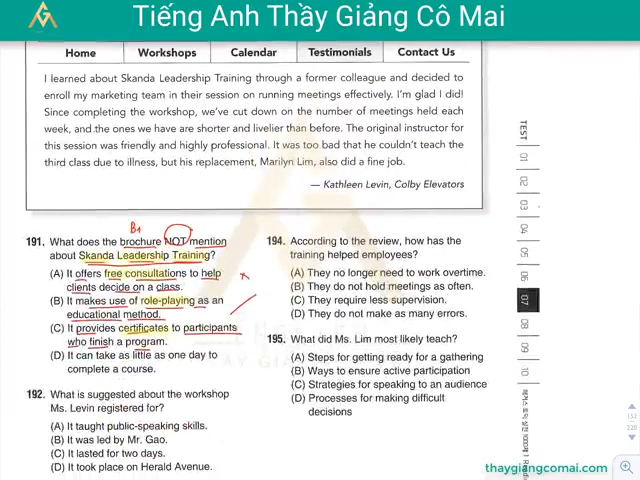 Tiếng Anh Thầy Giảng Cô Mai
Home Workshops Calendar Testimonials Contact Us
I learned about Skanda Leadership Training through a former colleague and decided to
enroll my marketing team in their session on running meetings effectively. I'm glad I did!
Since completing the workshop, we've cut down on the number of meetings held each
week, and the ones we have are shorter and livelier than before. The original instructor for
this session was friendly and highly professional. It was too bad that he couldn't teach the
third class due to illness, but his replacement, Marilyn Lim, also did a fine job.
— Kathleen Levin, Colby Elevators
B1
191. What does the brochure NOT mention
about Skanda Leadership Training?
(A) It offers free consultations to help
clients decide on a class.
(B) It makes use of role-playing as an
educational method.
(C) It provides certificates to participants
who finish a program.
(D) It can take as little as one day to
complete a course.
192. What is suggested about the workshop
Ms. Levin registered for?
(A) It taught public-speaking skills.
(B) It was led by Mr. Gao.
(C) It lasted for two days.
(D) It took place on Herald Avenue.
194. According to the review, how has the
training helped employees?
(A) They no longer need to work overtime.
(B) They do not hold meetings as often.
(C) They require less supervision.
(D) They do not make as many errors.
195. What did Ms. Lim most likely teach?
(A) Steps for getting ready for a gathering
(B) Ways to ensure active participation
(C) Strategies for speaking to an audience
(D) Processes for making difficult
decisions
TEST
01
02
03
04
05
06
07
08
09
10
153
220
thaygiangcomai.com